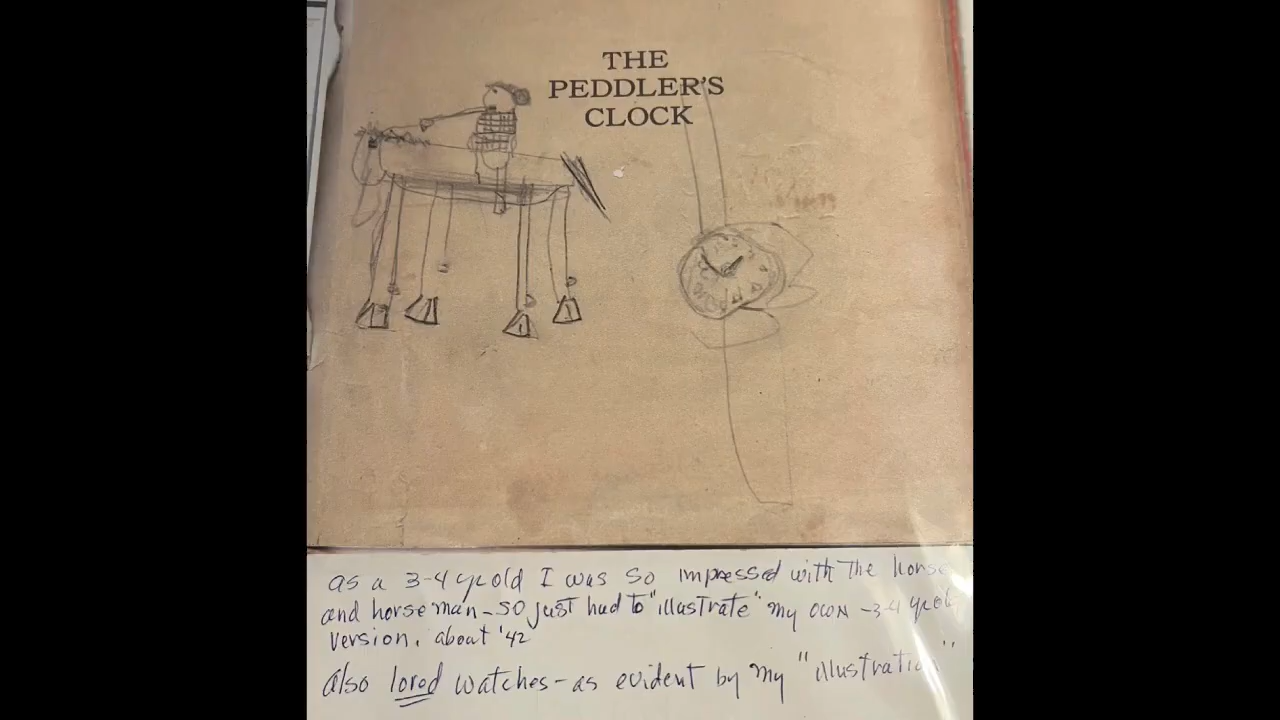 THE
PEDDLER'S
CLOCK
as a 3-4 yr old I was so impressed with the horse
and horseman - so just had to "illustrate" my own - 3-4 yr old
version. about '42
also loved watches - as evident by my "illustration"